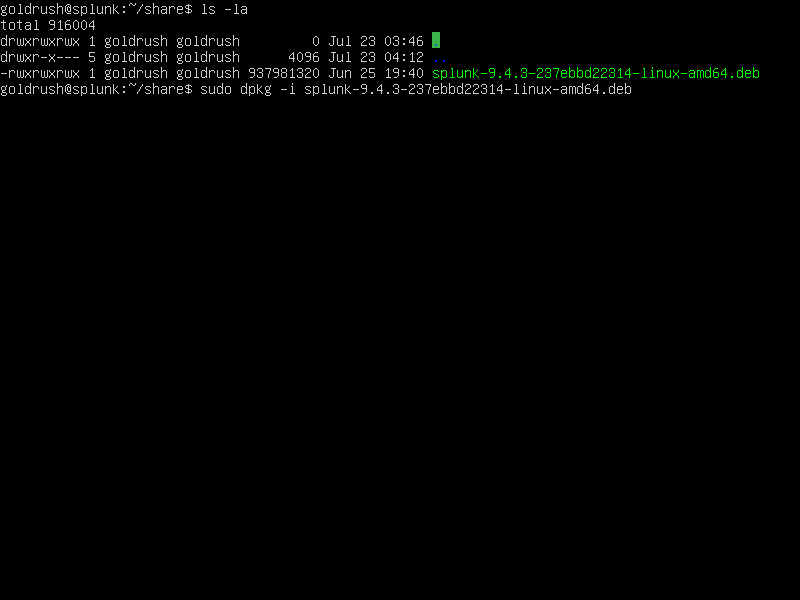 goldrush@splunk:~/share$ ls -la
total 916004
drwxrwxrwx 1 goldrush goldrush         0 Jul 23 03:46 .
drwxr-x--- 5 goldrush goldrush      4096 Jul 23 04:12 ..
-rwxrwxrwx 1 goldrush goldrush 937981320 Jun 25 19:40 splunk-9.4.3-237ebbd22314-linux-amd64.deb
goldrush@splunk:~/share$ sudo dpkg -i splunk-9.4.3-237ebbd22314-linux-amd64.deb